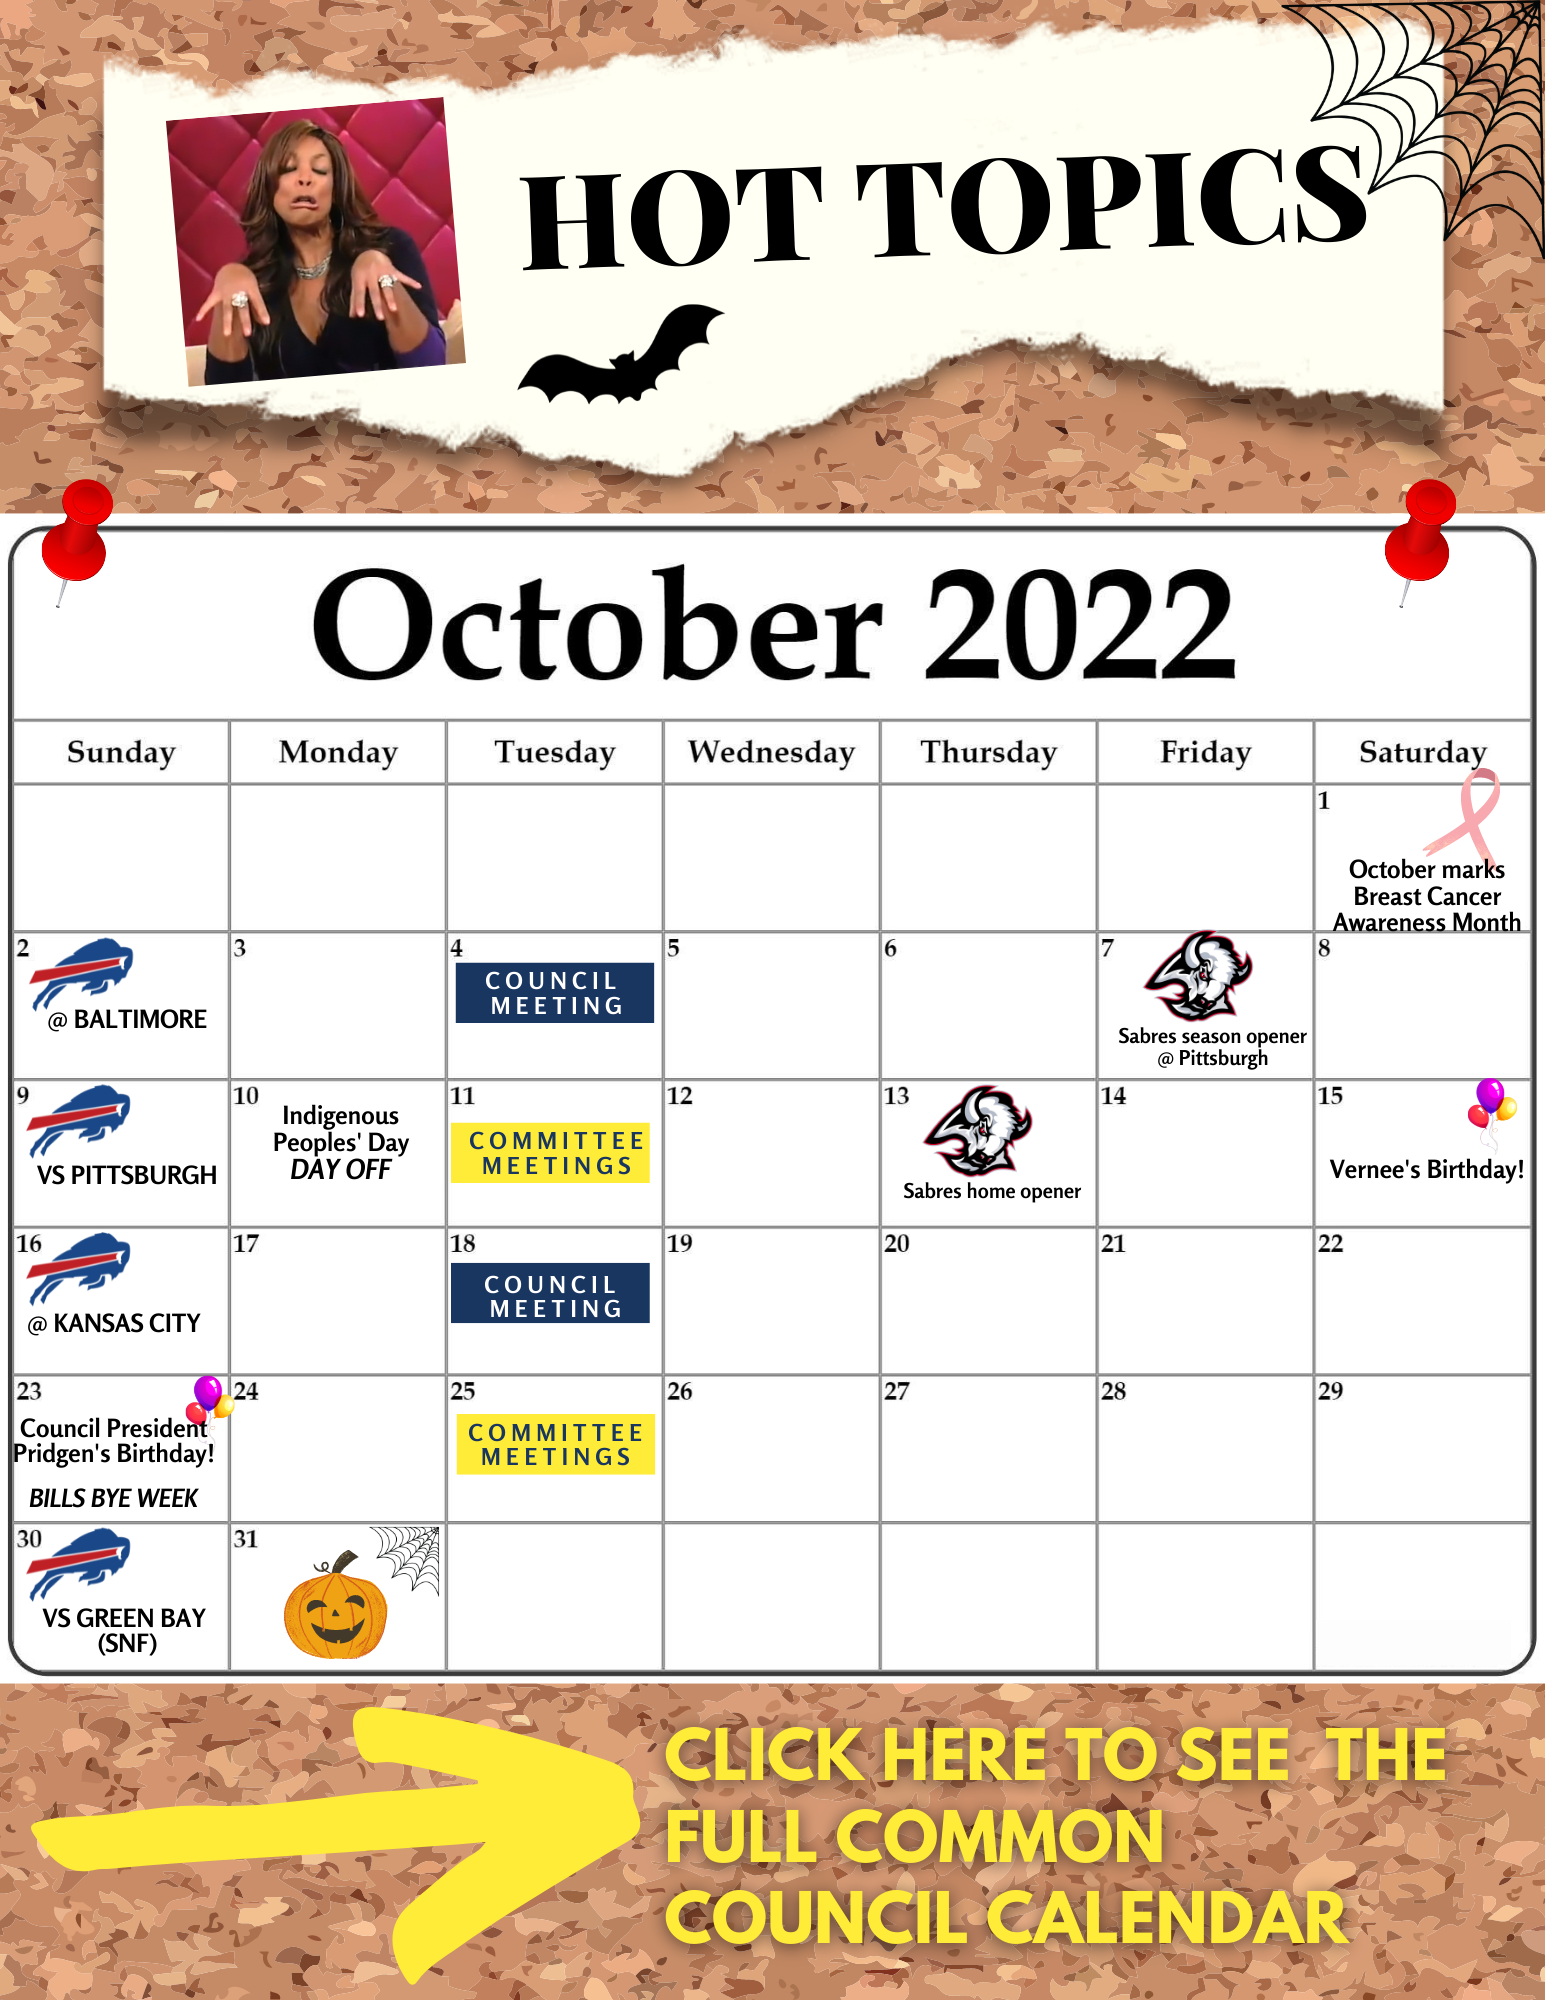 HOT TOPICS
October 2022
Sunday Monday Tuesday Wednesday Thursday Friday Saturday
1
October marks
Breast Cancer
Awareness Month
2
@ BALTIMORE
3
4
COUNCIL
MEETING
5
6
7
Sabres season opener
@ Pittsburgh
8
9
VS PITTSBURGH
10
Indigenous
Peoples' Day
DAY OFF
11
COMMITTEE
MEETINGS
12
13
Sabres home opener
14
15
Vernee's Birthday!
16
@ KANSAS CITY
17
18
COUNCIL
MEETING
19
20
21
22
23
Council President
Pridgen's Birthday!
BILLS BYE WEEK
24
25
COMMITTEE
MEETINGS
26
27
28
29
30
VS GREEN BAY
(SNF)
31
CLICK HERE TO SEE THE
FULL COMMON
COUNCIL CALENDAR